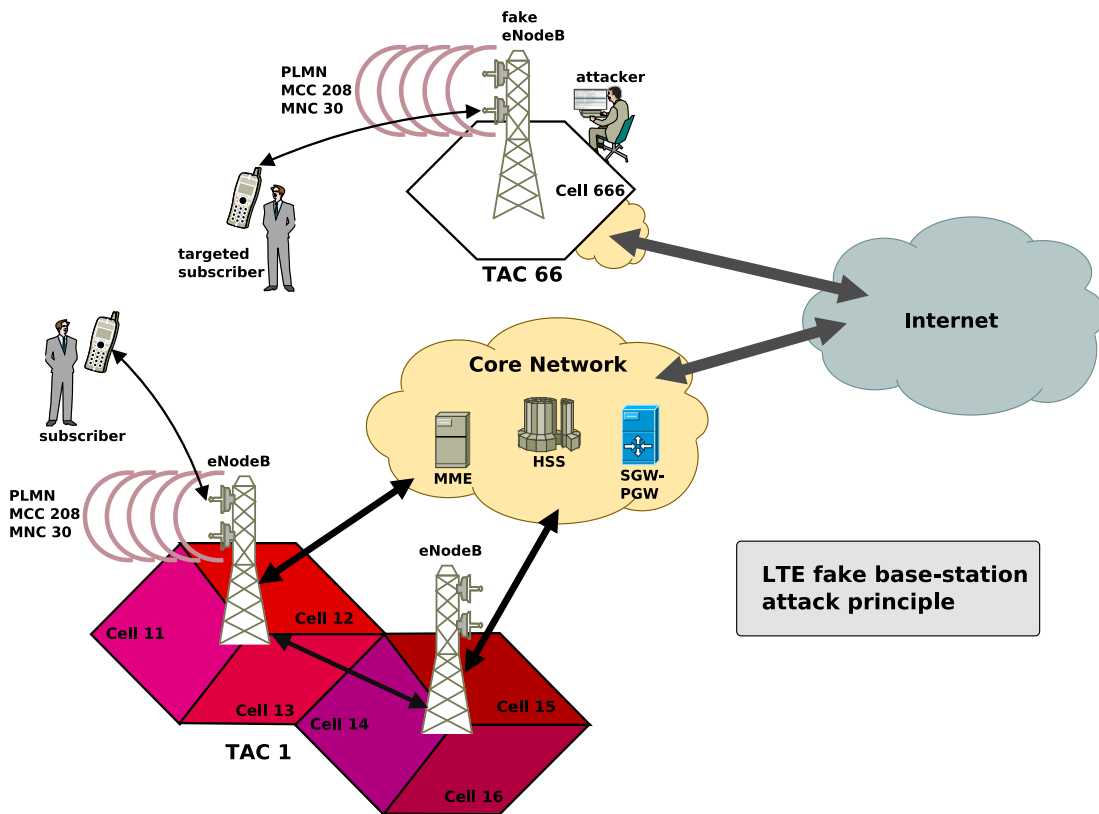 fake
eNodeB
PLMN
MCC 208
MNC 30
attacker
Cell 666
targeted
subscriber
TAC 66
Internet
Core Network
MME
HSS
SGW-
PGW
subscriber
eNodeB
PLMN
MCC 208
MNC 30
eNodeB
LTE fake base-station
attack principle
Cell 11
Cell 12
Cell 13
Cell 14
Cell 15
TAC 1
Cell 16